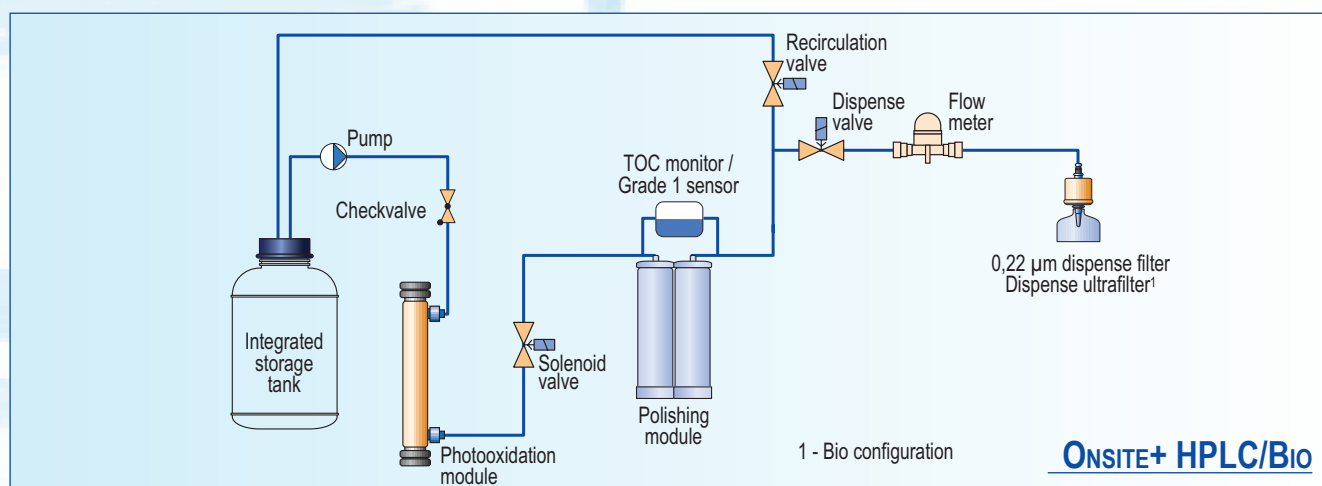 Recirculation
valve
Dispense
valve
Flow
meter
Pump
TOC monitor /
Grade 1 sensor
Checkvalve
0,22 µm dispense filter
Dispense ultrafilter¹
Integrated
storage
tank
Solenoid
valve
Polishing
module
Photooxidation
module
1 - Bio configuration
ONSITE+ HPLC/BIO